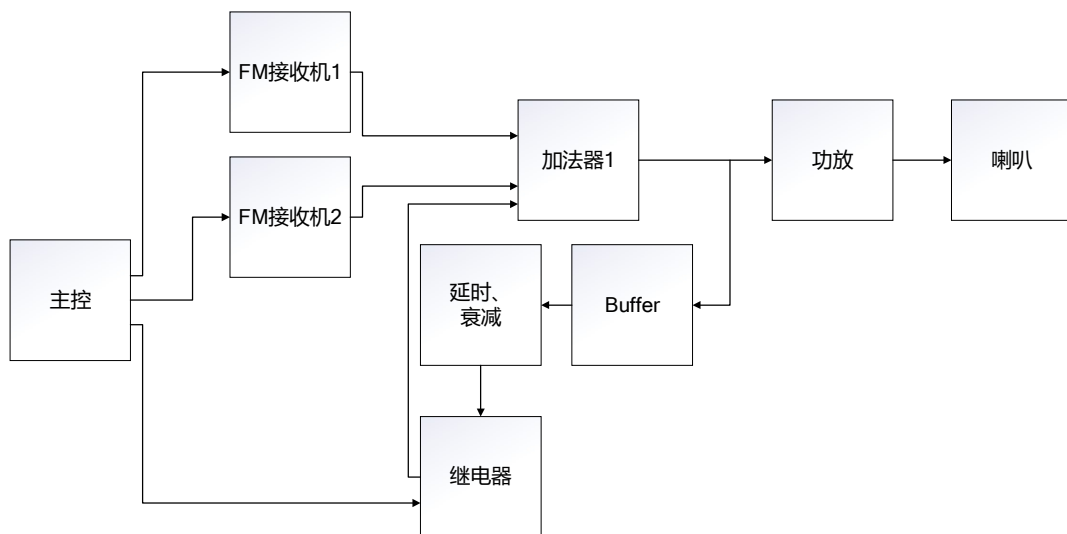 FM接收机1
FM接收机2
主控
加法器1
功放
喇叭
延时、
衰减
Buffer
继电器